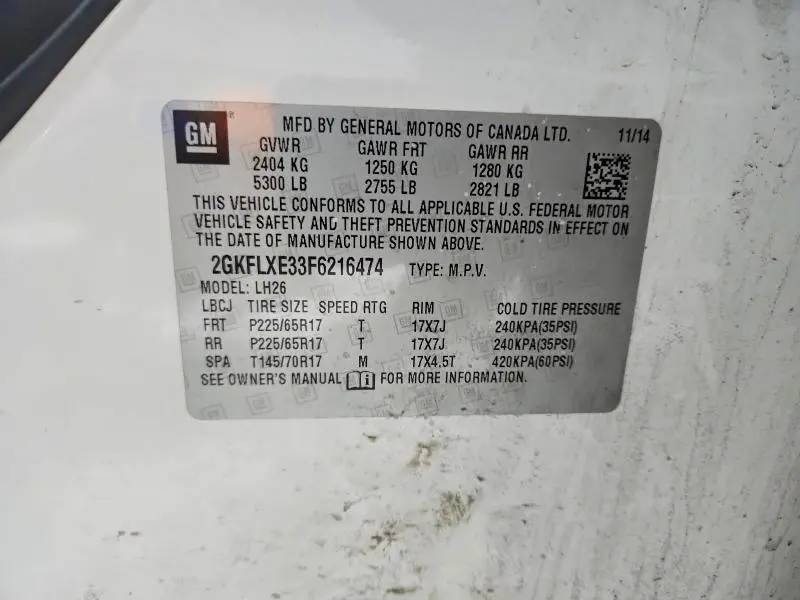 GM
MFD BY GENERAL MOTORS OF CANADA LTD. 11/14
GVWR GAWR FRT GAWR RR
2404 KG 1250 KG 1280 KG
5300 LB 2755 LB 2821 LB
THIS VEHICLE CONFORMS TO ALL APPLICABLE U.S. FEDERAL MOTOR
VEHICLE SAFETY AND THEFT PREVENTION STANDARDS IN EFFECT ON
THE DATE OF MANUFACTURE SHOWN ABOVE.
2GKFLXE33F6216474 TYPE: M.P.V.
MODEL: LH26
LBCJ TIRE SIZE SPEED RTG RIM COLD TIRE PRESSURE
FRT P225/65R17 T 17X7J 240KPA(35PSI)
RR P225/65R17 T 17X7J 240KPA(35PSI)
SPA T145/70R17 M 17X4.5T 420KPA(60PSI)
SEE OWNER'S MANUAL FOR MORE INFORMATION.